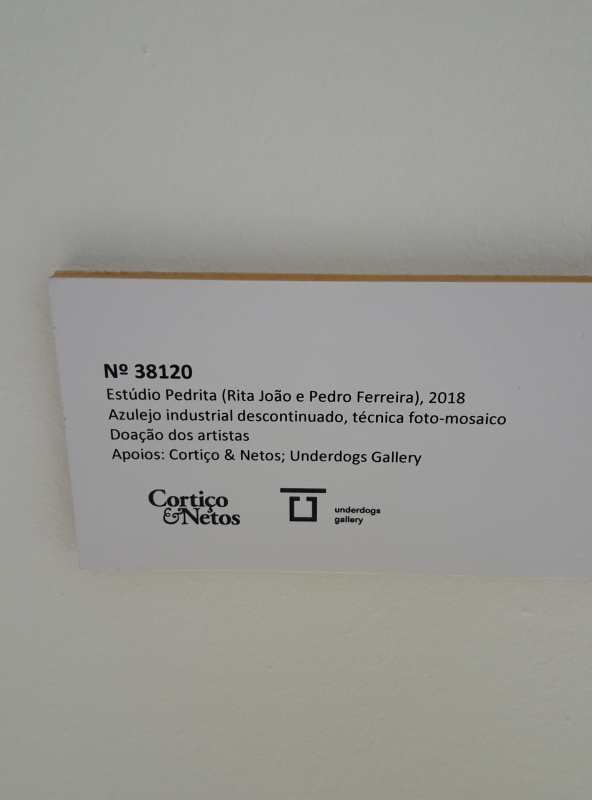 Nº 38120
Estúdio Pedrita (Rita João e Pedro Ferreira), 2018
Azulejo industrial descontinuado, técnica foto-mosaico
Doação dos artistas
Apoios: Cortiço & Netos; Underdogs Gallery
Cortiço
&Netos
underdogs
gallery